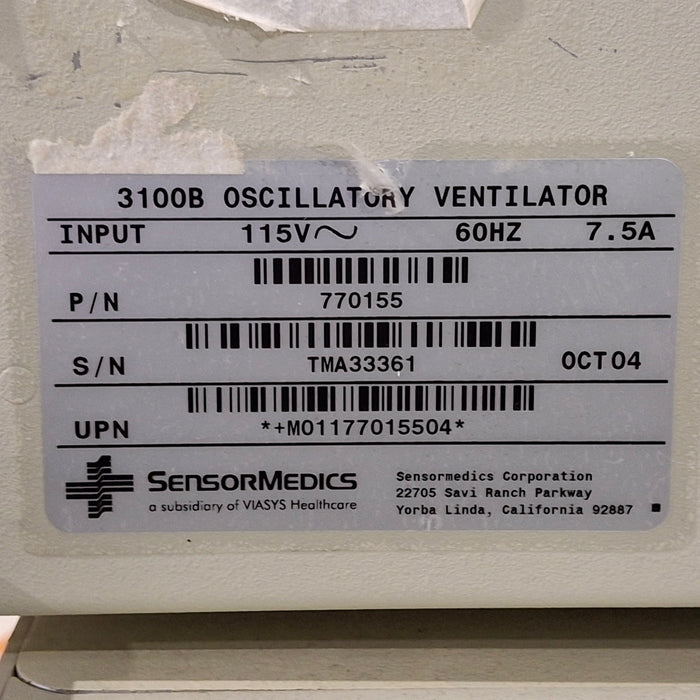 3100B OSCILLATORY VENTILATOR
INPUT 115V~ 60HZ 7.5A
P/N 770155
S/N TMA33361 OCT04
UPN *+M01177015504*
SENSORMEDICS
a subsidiary of VIASYS Healthcare
Sensormedics Corporation
22705 Savi Ranch Parkway
Yorba Linda, California 92887